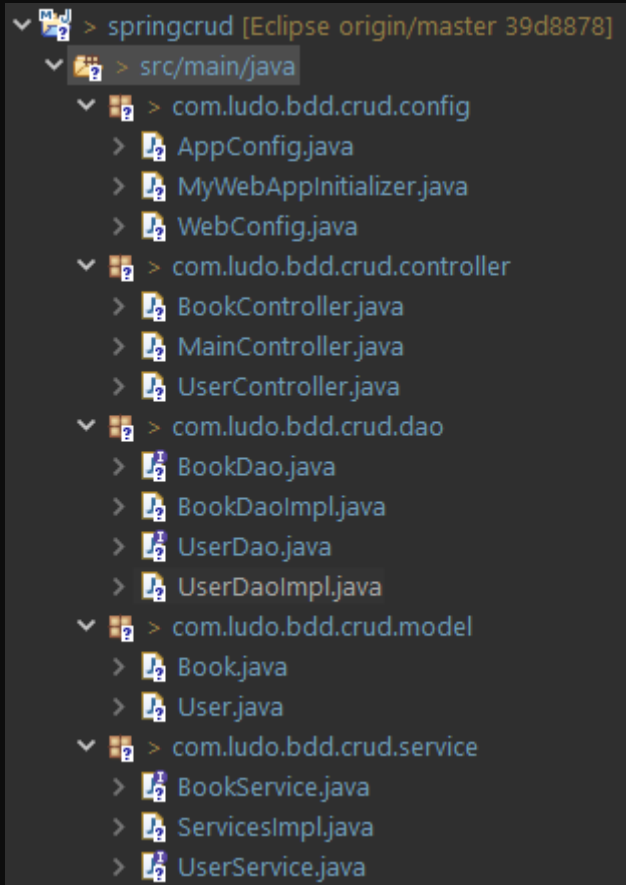 > springcrud [Eclipse origin/master 39d8878]
> src/main/java
> com.ludo.bdd.crud.config
AppConfig.java
MyWebAppInitializer.java
WebConfig.java
> com.ludo.bdd.crud.controller
BookController.java
MainController.java
UserController.java
> com.ludo.bdd.crud.dao
BookDao.java
BookDaoImpl.java
UserDao.java
UserDaoImpl.java
> com.ludo.bdd.crud.model
Book.java
User.java
> com.ludo.bdd.crud.service
BookService.java
ServicesImpl.java
UserService.java